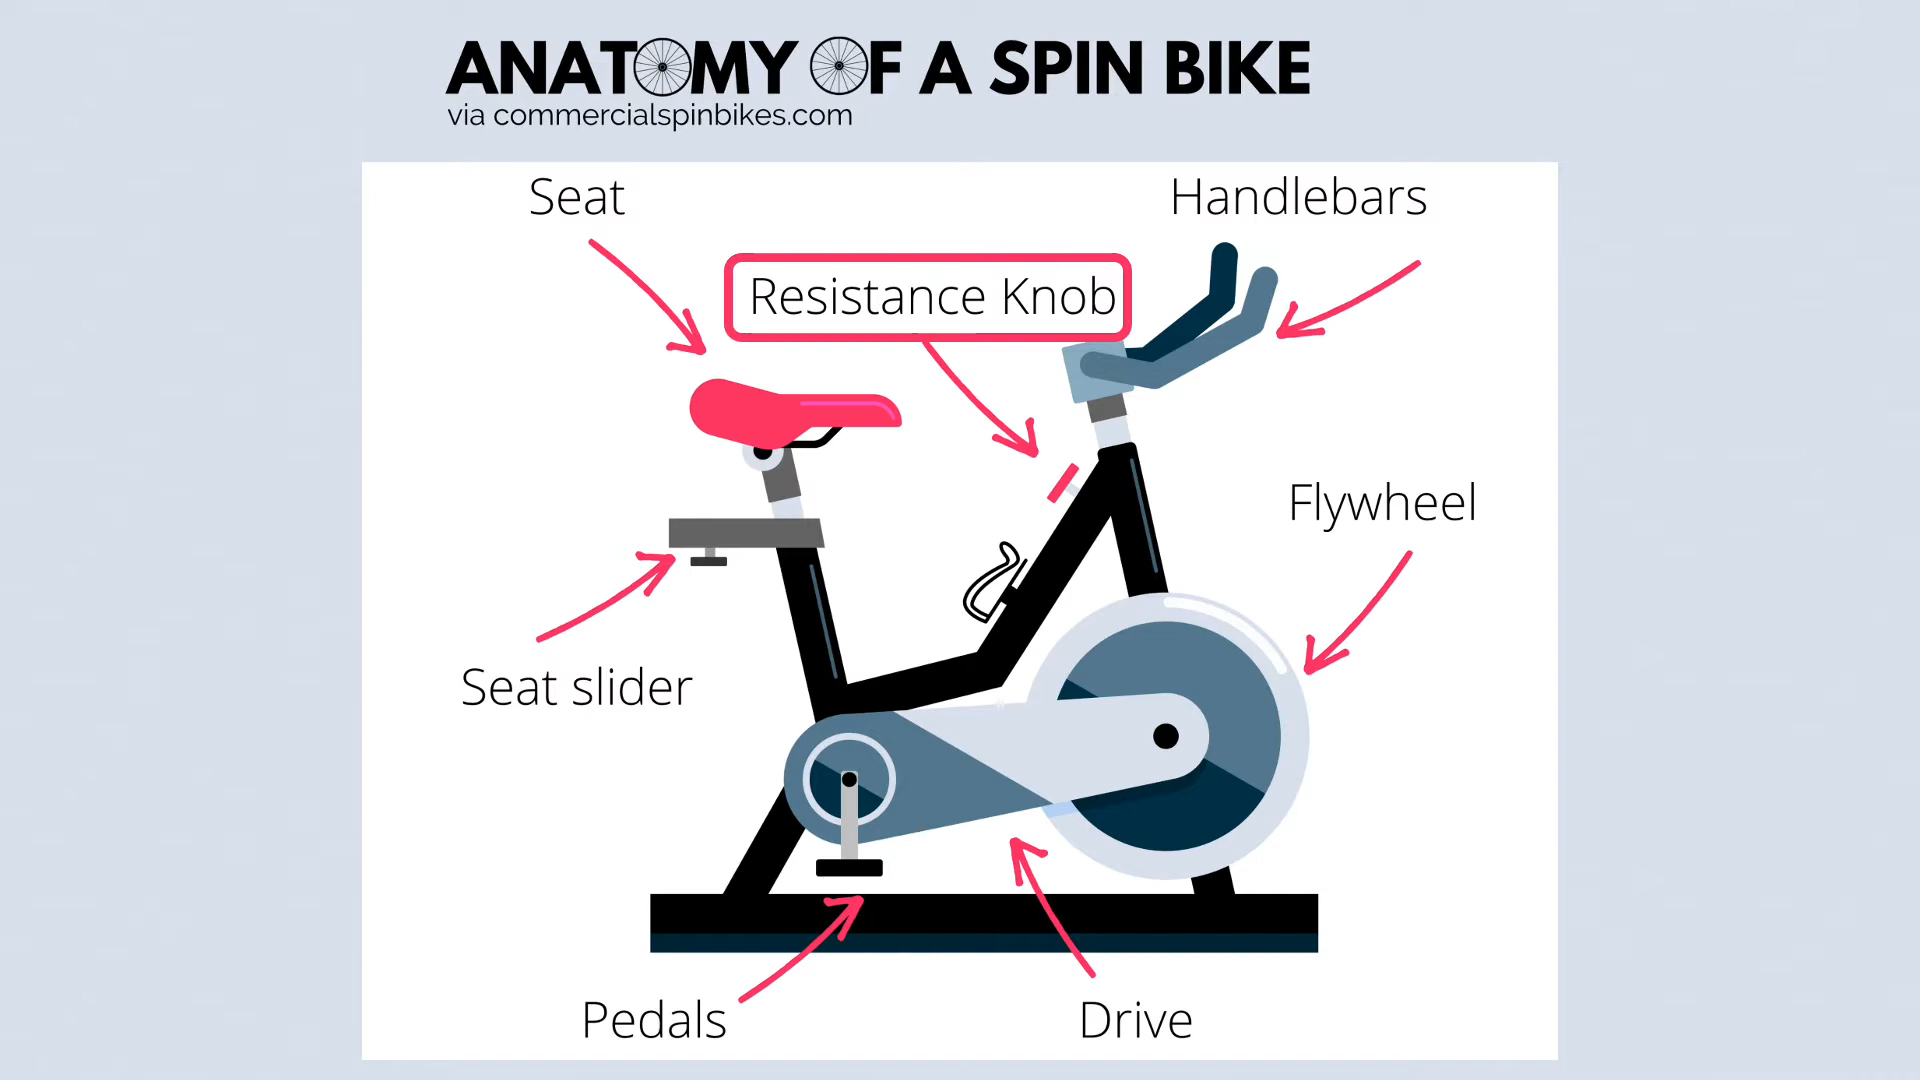 ANATOMY OF A SPIN BIKE
via commercialspinbikes.com
Seat
Handlebars
Resistance Knob
Flywheel
Seat slider
Pedals
Drive